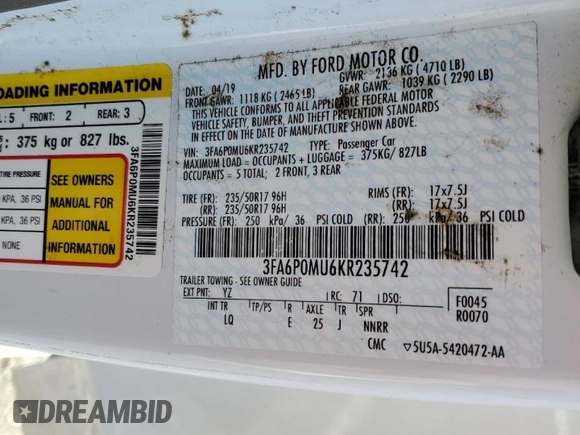 OADING INFORMATION
L: 5 FRONT: 2 REAR: 3
: 375 kg or 827 lbs.
TIRE PRESSURE
KPA, 36 PSI
KPA, 36 PSI
NONE
SEE OWNERS
MANUAL FOR
ADDITIONAL
INFORMATION
3FA6P0MU6KR235742
MFD. BY FORD MOTOR CO.
DATE: 04/19 GVWR: 2136 KG ( 4710 LB)
FRONT GAWR: 1118 KG ( 2465LB) REAR GAWR: 1039 KG ( 2290 LB)
THIS VEHICLE CONFORMS TO ALL APPLICABLE FEDERAL MOTOR
VEHICLE SAFETY, BUMPER, AND THEFT PREVENTION STANDARDS
IN EFFECT ON THE DATE OF MANUFACTURE SHOWN ABOVE.
VIN: 3FA6P0MU6KR235742 TYPE: Passenger Car
MAXIMUM LOAD = OCCUPANTS + LUGGAGE = 375KG/ 827LB
OCCUPANTS = 5 TOTAL: 2 FRONT, 3 REAR
TIRE (FR): 235/50R17 96H RIMS (FR): 17x7.5J
(RR): 235/50R17 96H (RR): 17x7.5J
PRESSURE (FR): 250 kPa/ 36 PSI COLD (RR): 250 kPa/ 36 PSI COLD
3FA6P0MU6KR235742
TRAILER TOWING - SEE OWNER GUIDE
EXT PNT: YZ RC: 71 DSO: F0045
INT TR TP/PS R AXLE TR SPR R0070
LQ E 25 J NNRR
CMC ▽5U5A-5420472-AA
DREAMBID